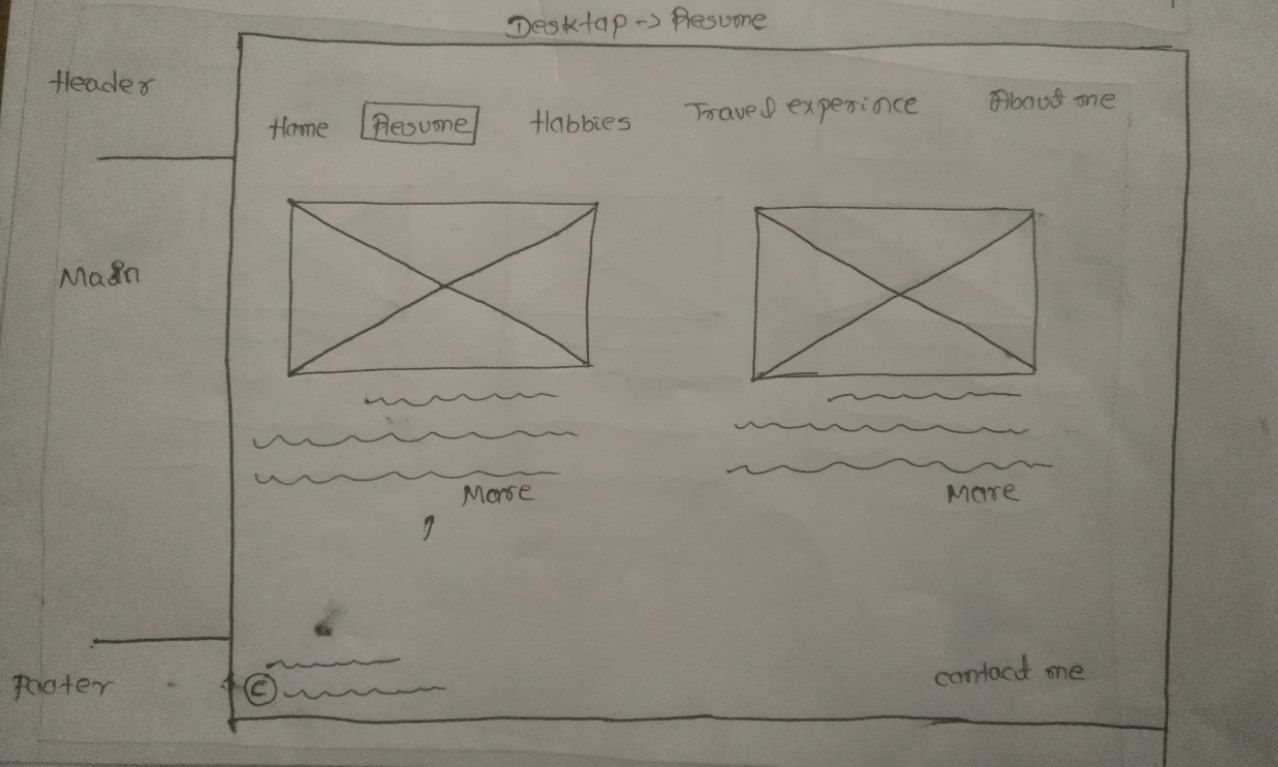 Desktop -> Resume
Header
Home Resume Hobbies Travel experince About me
Main
More More
Footer
© contact me